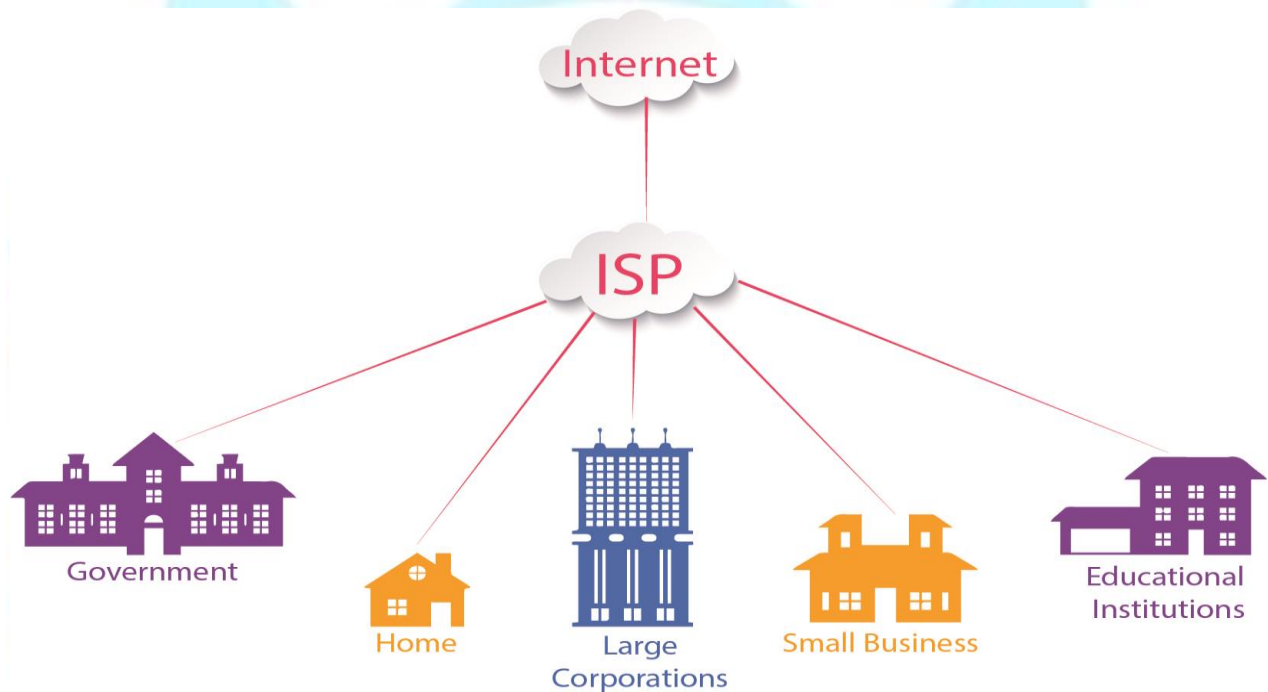 Internet
ISP
Government
Home
Large
Corporations
Small Business
Educational
Institutions